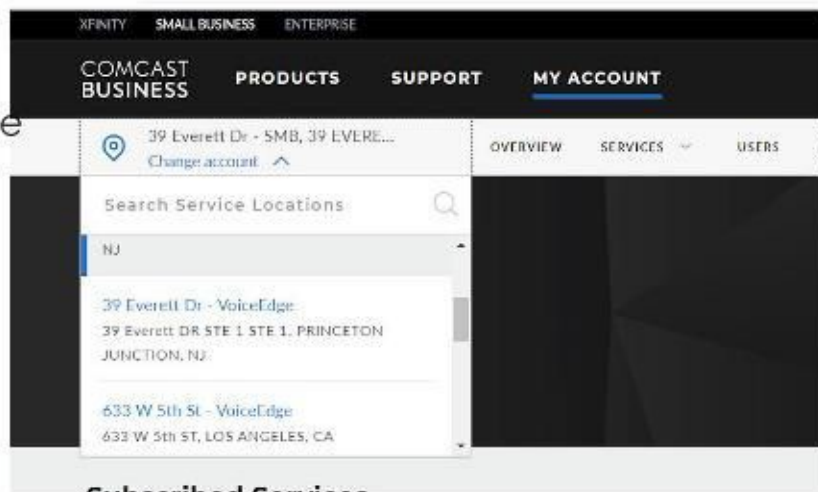 XFINITY SMALL BUSINESS ENTERPRISE
COMCAST
BUSINESS
PRODUCTS SUPPORT MY ACCOUNT
e
39 Everett Dr - SMB, 39 EVERE...
Change account
OVERVIEW SERVICES USERS
Search Service Locations
NJ
39 Everett Dr - VoiceEdge
39 Everett DR STE 1 STE 1, PRINCETON
JUNCTION, NJ
633 W 5th St - VoiceEdge
633 W 5th ST, LOS ANGELES, CA
Subscribed Services